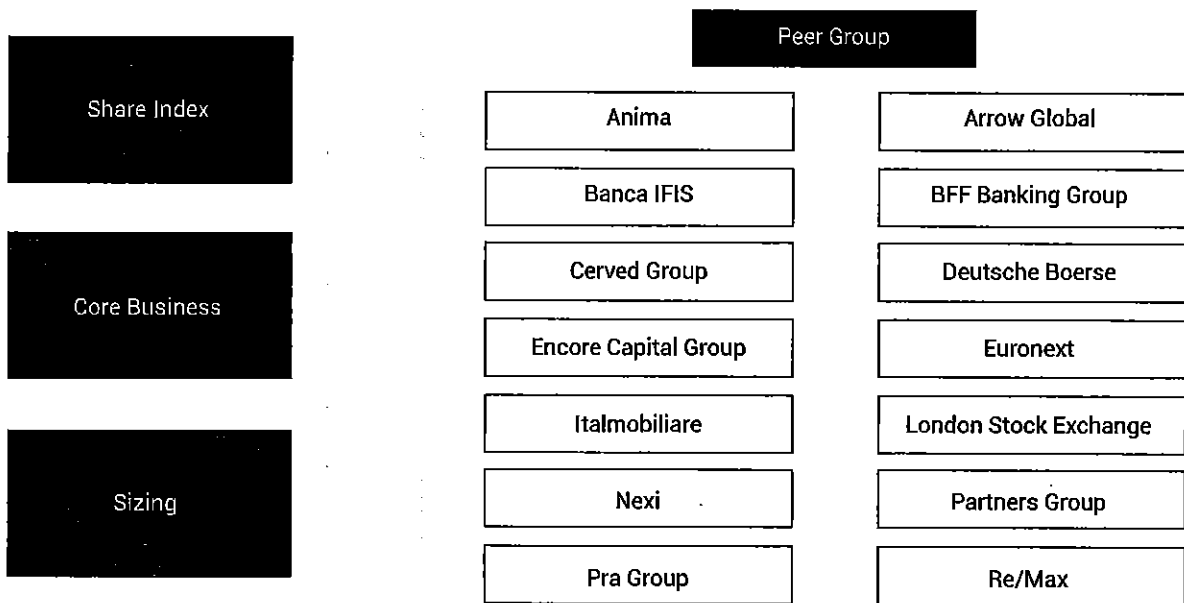 Share Index
Core Business
Sizing
Peer Group
Anima
Arrow Global
Banca IFIS
BFF Banking Group
Cerved Group
Deutsche Boerse
Encore Capital Group
Euronext
Italmobiliare
London Stock Exchange
Nexi
Partners Group
Pra Group
Re/Max